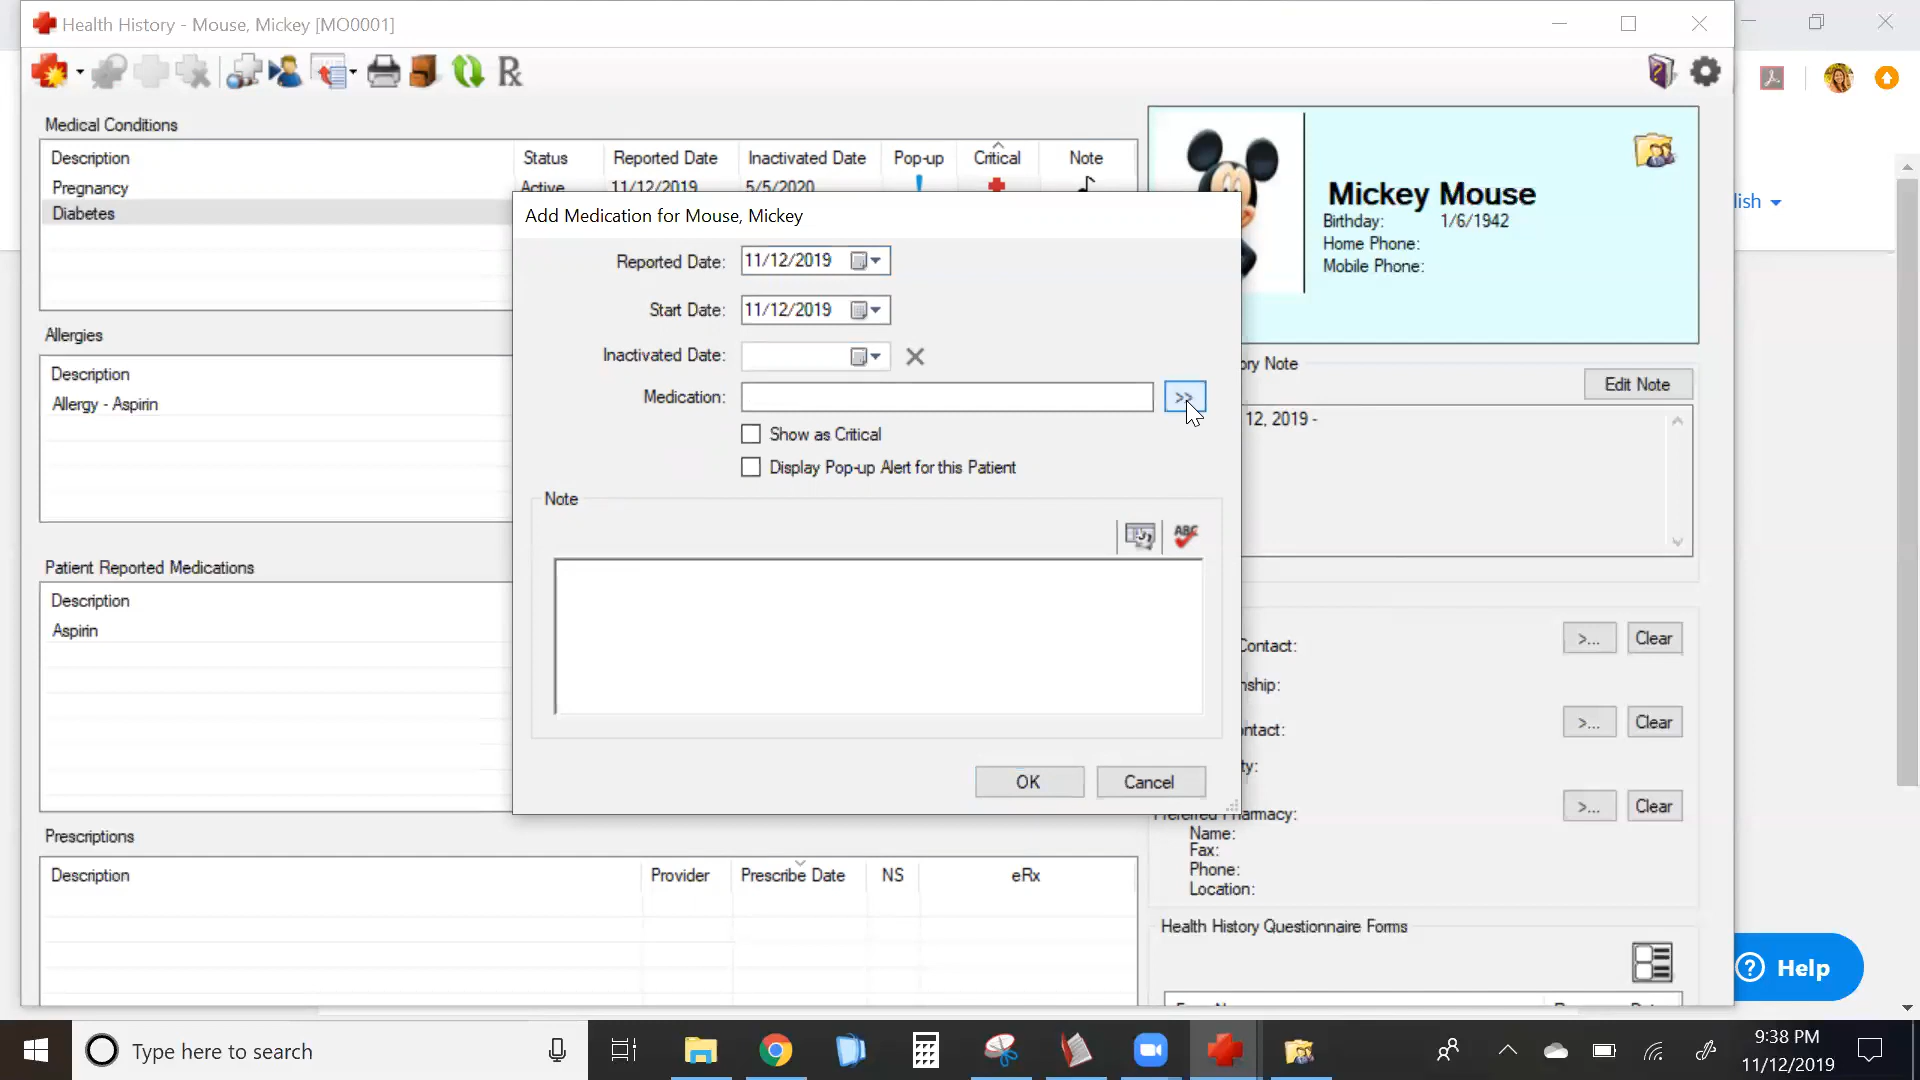 Health History - Mouse, Mickey [MO0001]
Medical Conditions
Description Status Reported Date Inactivated Date Pop-up Critical Note
Pregnancy Active 11/12/2019 5/5/2020
Diabetes
Allergies
Description
Allergy - Aspirin
Patient Reported Medications
Description
Aspirin
Prescriptions
Description Provider Prescribe Date NS eRx
Add Medication for Mouse, Mickey
Reported Date: 11/12/2019
Start Date: 11/12/2019
Inactivated Date:
Medication: >>
Show as Critical
Display Pop-up Alert for this Patient
Note
ABC
OK Cancel
Mickey Mouse
Birthday: 1/6/1942
Home Phone:
Mobile Phone:
ory Note
Edit Note
12, 2019 -
Contact: >... Clear
nship:
ntact: >... Clear
ty:
Preferred Pharmacy: >... Clear
Name:
Fax:
Phone:
Location:
Health History Questionnaire Forms
lish
? Help
Type here to search
9:38 PM
11/12/2019